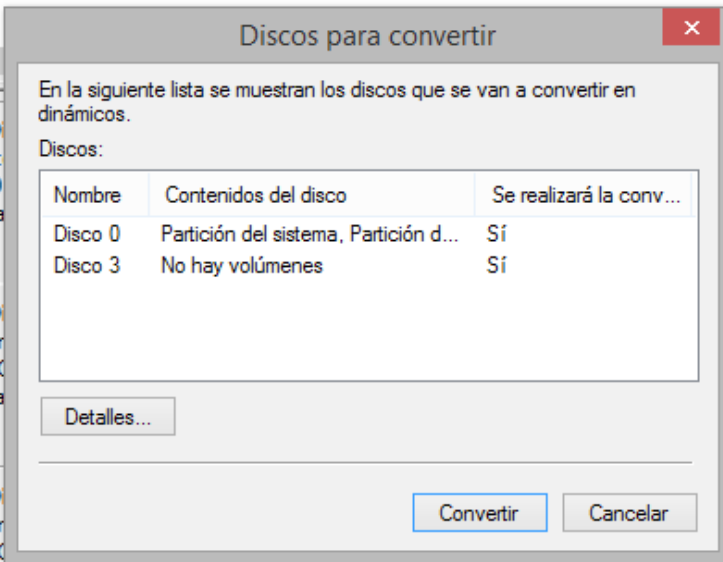 Discos para convertir
En la siguiente lista se muestran los discos que se van a convertir en
dinámicos.
Discos:
Nombre Contenidos del disco Se realizará la conv...
Disco 0 Partición del sistema, Partición d... Sí
Disco 3 No hay volúmenes Sí
Detalles...
Convertir Cancelar